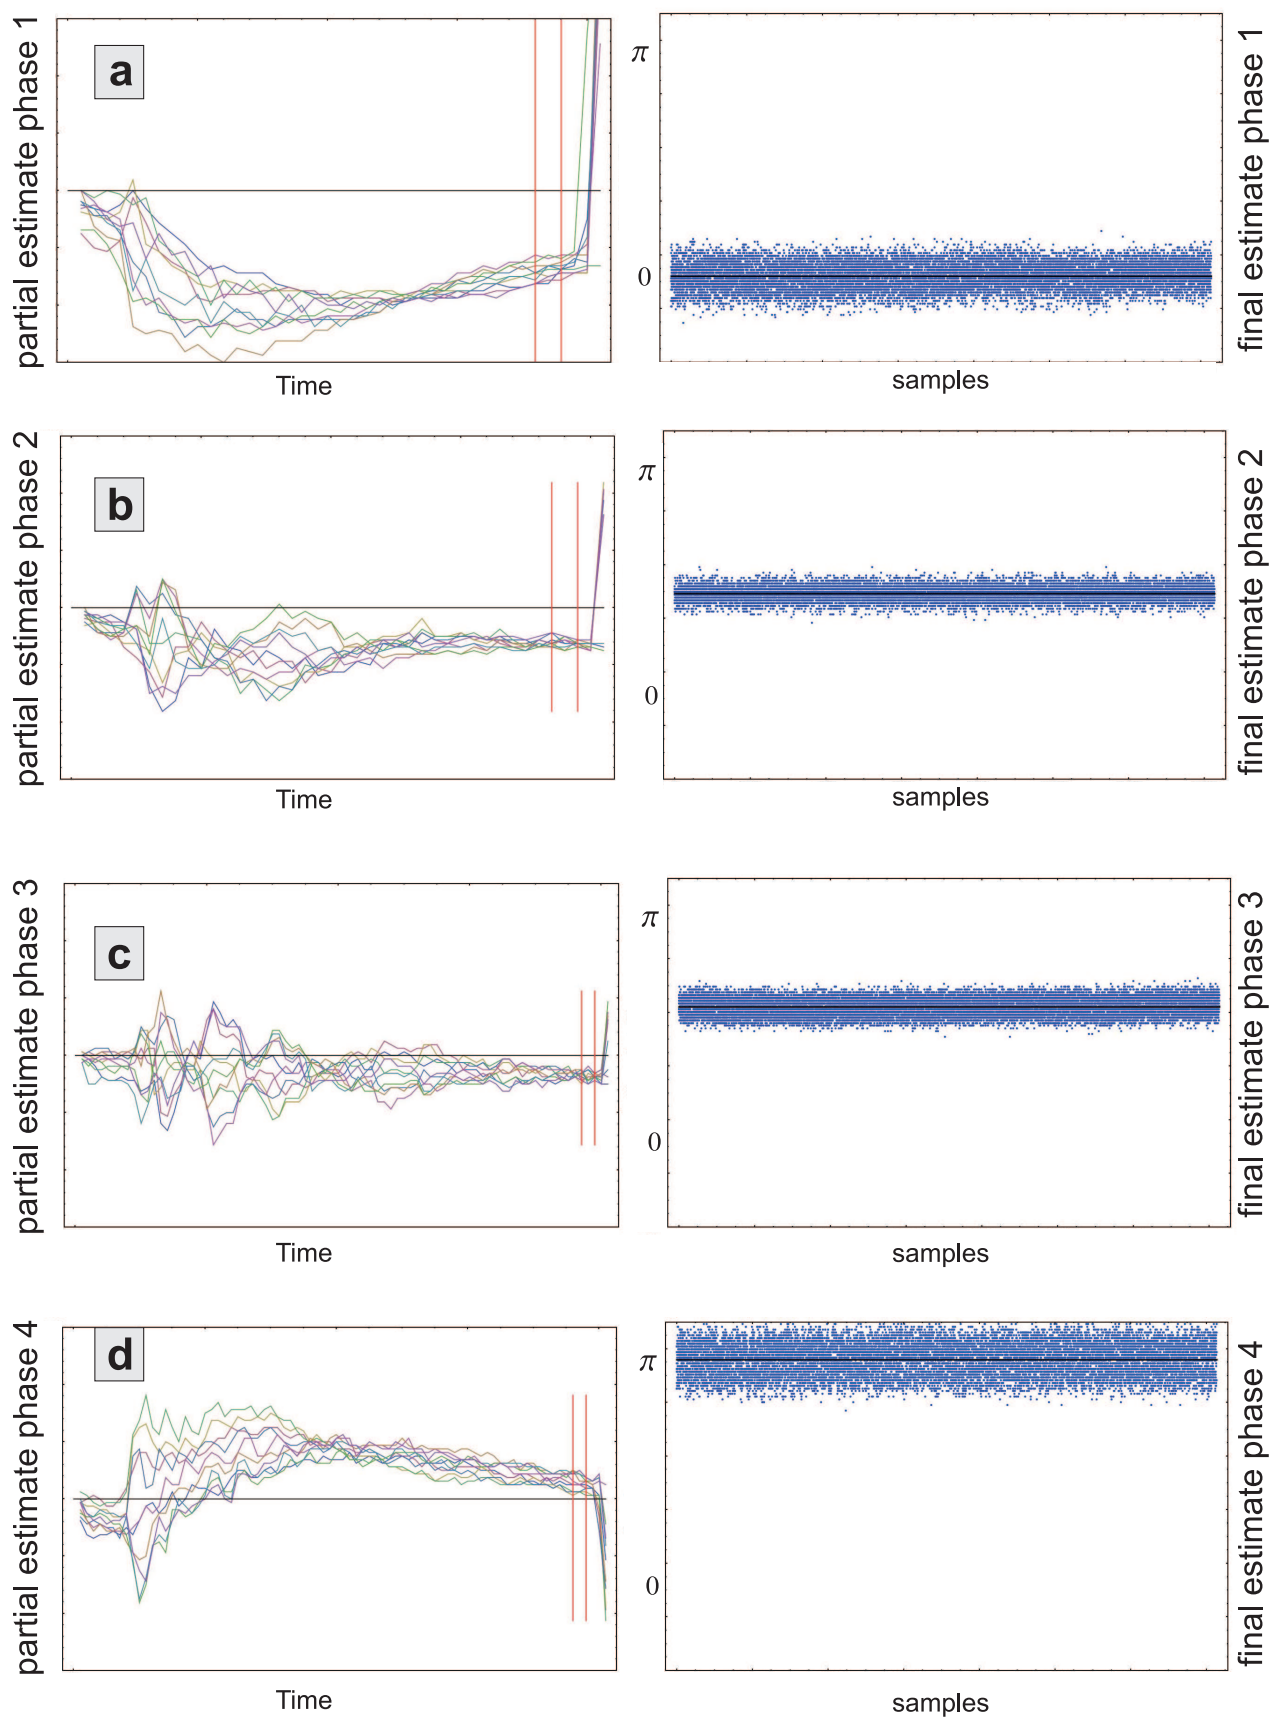 partial estimate phase 1
a
Time
π
0
final estimate phase 1
samples
partial estimate phase 2
b
Time
π
0
final estimate phase 2
samples
partial estimate phase 3
c
Time
π
0
final estimate phase 3
samples
partial estimate phase 4
d
Time
π
0
final estimate phase 4
samples